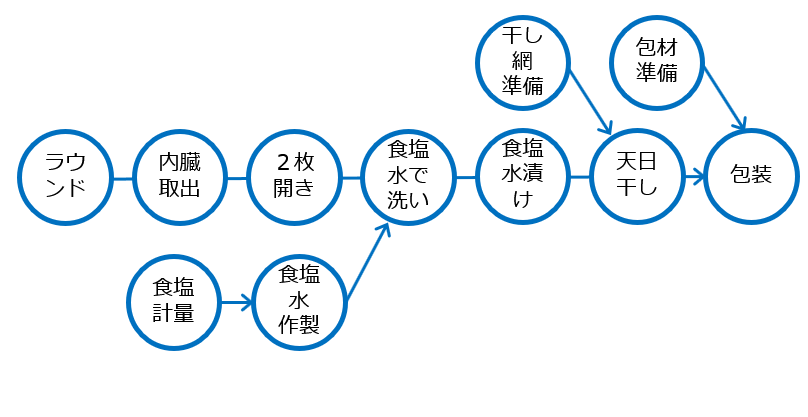 干し
網
準備
包材
準備
ラウ
ンド
内臓
取出
２枚
開き
食塩
水で
洗い
食塩
水漬
け
天日
干し
包装
食塩
計量
食塩
水
作製